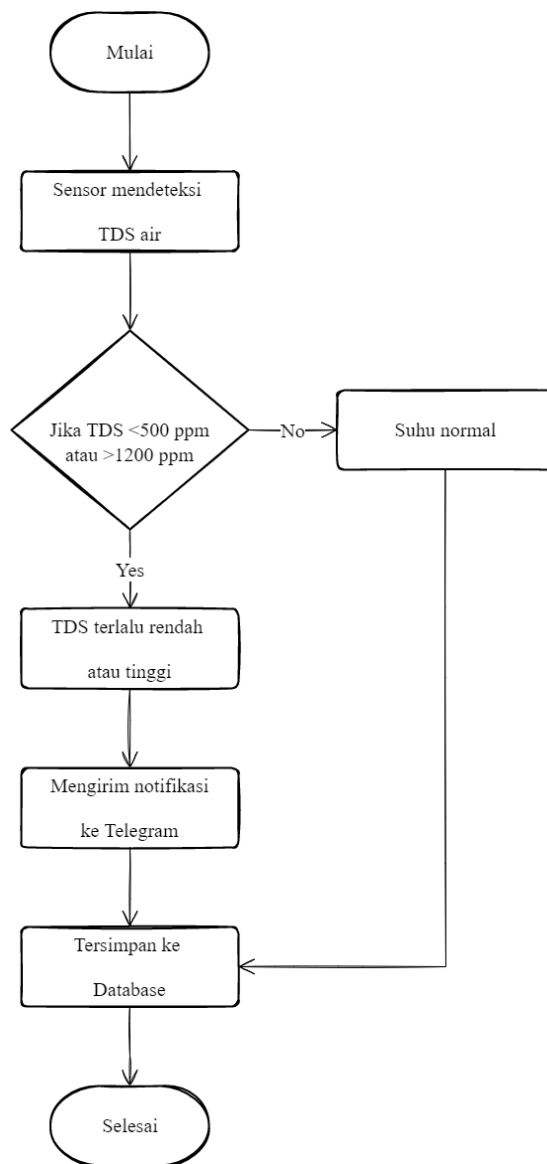 Mulai
Sensor mendeteksi
TDS air
Jika TDS <500 ppm
atau >1200 ppm
No
Suhu normal
Yes
TDS terlalu rendah
atau tinggi
Mengirim notifikasi
ke Telegram
Tersimpan ke
Database
Selesai